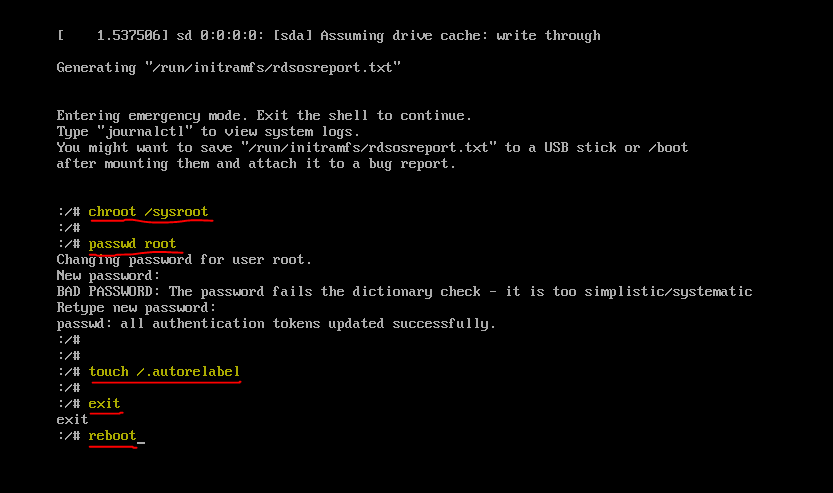 [    1.537506] sd 0:0:0:0: [sda] Assuming drive cache: write through
Generating "/run/initramfs/rdsosreport.txt"
Entering emergency mode. Exit the shell to continue.
Type "journalctl" to view system logs.
You might want to save "/run/initramfs/rdsosreport.txt" to a USB stick or /boot
after mounting them and attach it to a bug report.
:/# chroot /sysroot
:/#
:/# passwd root
Changing password for user root.
New password:
BAD PASSWORD: The password fails the dictionary check - it is too simplistic/systematic
Retype new password:
passwd: all authentication tokens updated successfully.
:/#
:/#
:/# touch /.autorelabel
:/#
:/# exit
exit
:/# reboot_